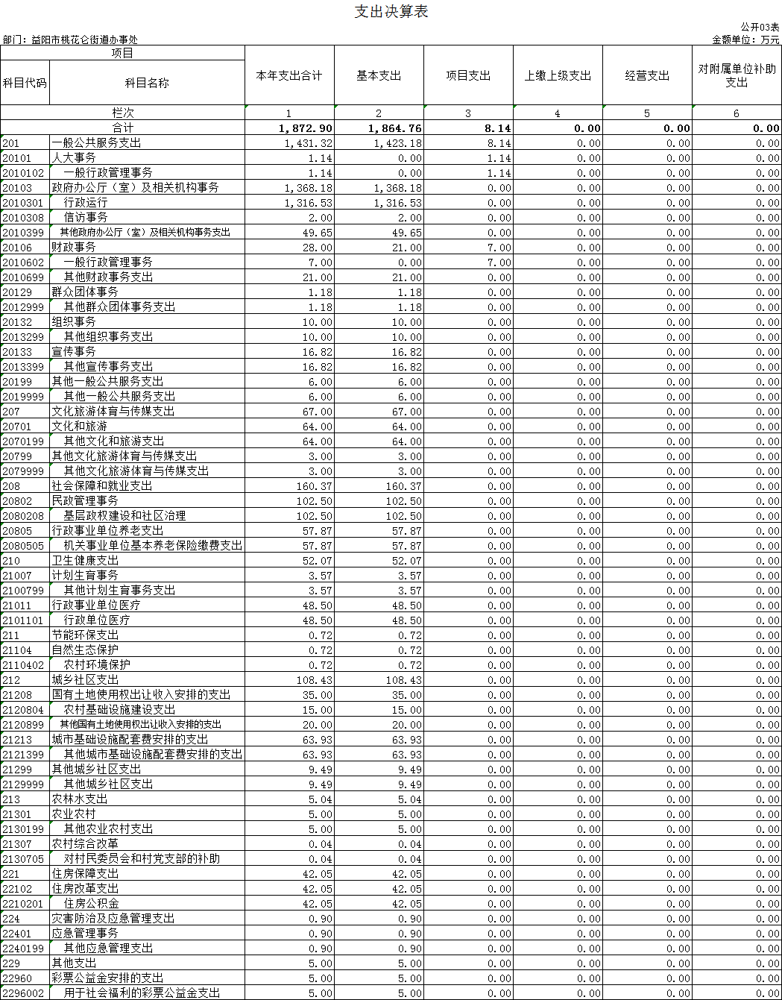 支出决算表
公开03表
部门：益阳市桃花仑街道办事处 金额单位：万元
项目 本年支出合计 基本支出 项目支出 上缴上级支出 经营支出 对附属单位补助支出
科目代码 科目名称
栏次 1 2 3 4 5 6
合计 1,872.90 1,864.76 8.14 0.00 0.00 0.00
201 一般公共服务支出 1,431.32 1,423.18 8.14 0.00 0.00 0.00
20101 人大事务 1.14 0.00 1.14 0.00 0.00 0.00
2010102 一般行政管理事务 1.14 0.00 1.14 0.00 0.00 0.00
20103 政府办公厅（室）及相关机构事务 1,368.18 1,368.18 0.00 0.00 0.00 0.00
2010301 行政运行 1,316.53 1,316.53 0.00 0.00 0.00 0.00
2010308 信访事务 2.00 2.00 0.00 0.00 0.00 0.00
2010399 其他政府办公厅（室）及相关机构事务支出 49.65 49.65 0.00 0.00 0.00 0.00
20106 财政事务 28.00 21.00 7.00 0.00 0.00 0.00
2010602 一般行政管理事务 7.00 0.00 7.00 0.00 0.00 0.00
2010699 其他财政事务支出 21.00 21.00 0.00 0.00 0.00 0.00
20129 群众团体事务 1.18 1.18 0.00 0.00 0.00 0.00
2012999 其他群众团体事务支出 1.18 1.18 0.00 0.00 0.00 0.00
20132 组织事务 10.00 10.00 0.00 0.00 0.00 0.00
2013299 其他组织事务支出 10.00 10.00 0.00 0.00 0.00 0.00
20133 宣传事务 16.82 16.82 0.00 0.00 0.00 0.00
2013399 其他宣传事务支出 16.82 16.82 0.00 0.00 0.00 0.00
20199 其他一般公共服务支出 6.00 6.00 0.00 0.00 0.00 0.00
2019999 其他一般公共服务支出 6.00 6.00 0.00 0.00 0.00 0.00
207 文化旅游体育与传媒支出 67.00 67.00 0.00 0.00 0.00 0.00
20701 文化和旅游 64.00 64.00 0.00 0.00 0.00 0.00
2070199 其他文化和旅游支出 64.00 64.00 0.00 0.00 0.00 0.00
20799 其他文化旅游体育与传媒支出 3.00 3.00 0.00 0.00 0.00 0.00
2079999 其他文化旅游体育与传媒支出 3.00 3.00 0.00 0.00 0.00 0.00
208 社会保障和就业支出 160.37 160.37 0.00 0.00 0.00 0.00
20802 民政管理事务 102.50 102.50 0.00 0.00 0.00 0.00
2080208 基层政权建设和社区治理 102.50 102.50 0.00 0.00 0.00 0.00
20805 行政事业单位养老支出 57.87 57.87 0.00 0.00 0.00 0.00
2080505 机关事业单位基本养老保险缴费支出 57.87 57.87 0.00 0.00 0.00 0.00
210 卫生健康支出 52.07 52.07 0.00 0.00 0.00 0.00
21007 计划生育事务 3.57 3.57 0.00 0.00 0.00 0.00
2100799 其他计划生育事务支出 3.57 3.57 0.00 0.00 0.00 0.00
21011 行政事业单位医疗 48.50 48.50 0.00 0.00 0.00 0.00
2101101 行政单位医疗 48.50 48.50 0.00 0.00 0.00 0.00
211 节能环保支出 0.72 0.72 0.00 0.00 0.00 0.00
21104 自然生态保护 0.72 0.72 0.00 0.00 0.00 0.00
2110402 农村环境保护 0.72 0.72 0.00 0.00 0.00 0.00
212 城乡社区支出 108.43 108.43 0.00 0.00 0.00 0.00
21208 国有土地使用权出让收入安排的支出 35.00 35.00 0.00 0.00 0.00 0.00
2120804 农村基础设施建设支出 15.00 15.00 0.00 0.00 0.00 0.00
2120899 其他国有土地使用权出让收入安排的支出 20.00 20.00 0.00 0.00 0.00 0.00
21213 城市基础设施配套费安排的支出 63.93 63.93 0.00 0.00 0.00 0.00
2121399 其他城市基础设施配套费安排的支出 63.93 63.93 0.00 0.00 0.00 0.00
21299 其他城乡社区支出 9.49 9.49 0.00 0.00 0.00 0.00
2129999 其他城乡社区支出 9.49 9.49 0.00 0.00 0.00 0.00
213 农林水支出 5.04 5.04 0.00 0.00 0.00 0.00
21301 农业农村 5.00 5.00 0.00 0.00 0.00 0.00
2130199 其他农业农村支出 5.00 5.00 0.00 0.00 0.00 0.00
21307 农村综合改革 0.04 0.04 0.00 0.00 0.00 0.00
2130705 对村民委员会和村党支部的补助 0.04 0.04 0.00 0.00 0.00 0.00
221 住房保障支出 42.05 42.05 0.00 0.00 0.00 0.00
22102 住房改革支出 42.05 42.05 0.00 0.00 0.00 0.00
2210201 住房公积金 42.05 42.05 0.00 0.00 0.00 0.00
224 灾害防治及应急管理支出 0.90 0.90 0.00 0.00 0.00 0.00
22401 应急管理事务 0.90 0.90 0.00 0.00 0.00 0.00
2240199 其他应急管理支出 0.90 0.90 0.00 0.00 0.00 0.00
229 其他支出 5.00 5.00 0.00 0.00 0.00 0.00
22960 彩票公益金安排的支出 5.00 5.00 0.00 0.00 0.00 0.00
2296002 用于社会福利的彩票公益金支出 5.00 5.00 0.00 0.00 0.00 0.00